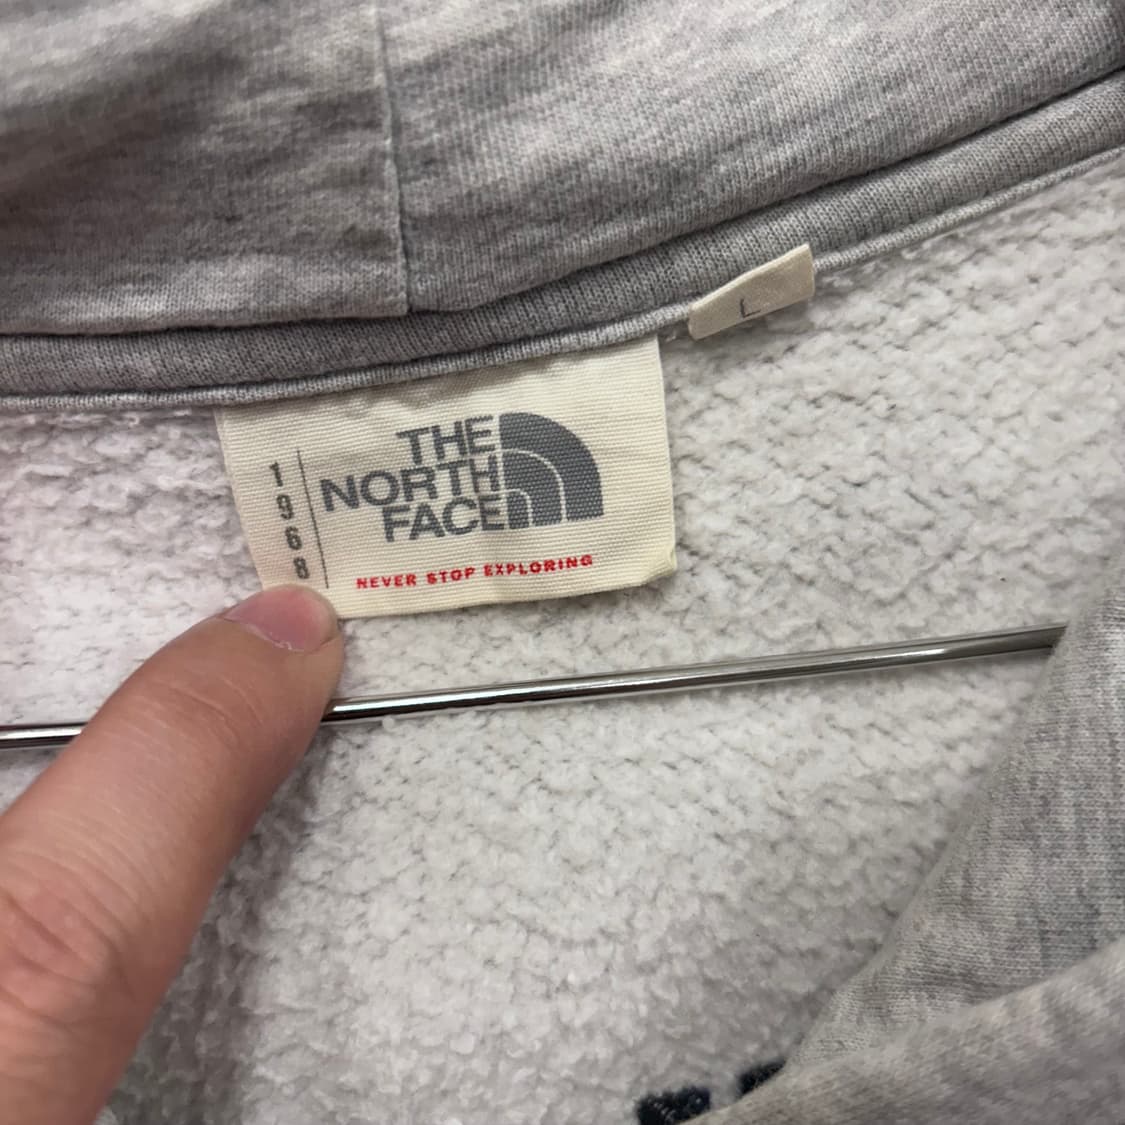 L
1968
THE
NORTH
FACE
NEVER STOP EXPLORING